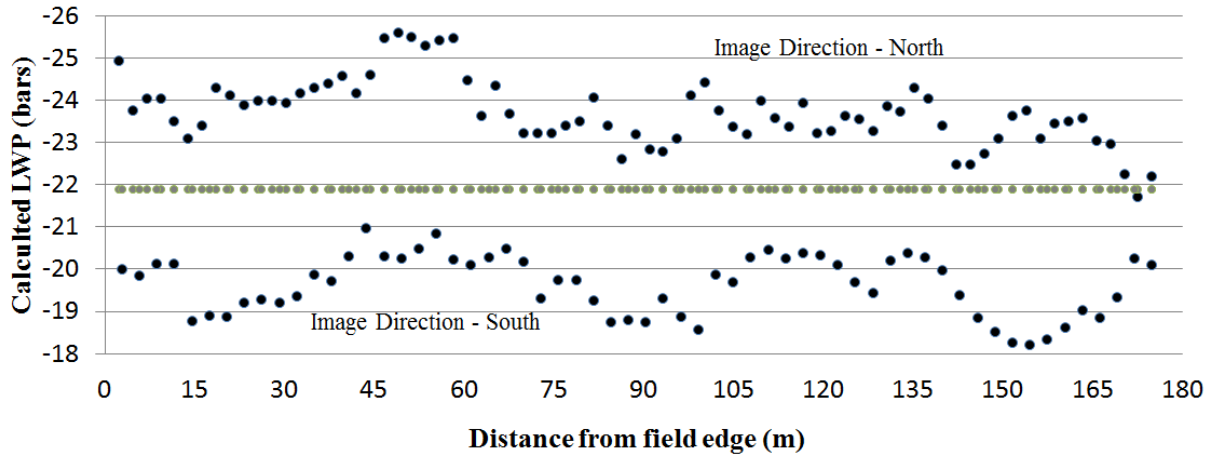 -26
-25
-24
-23
-22
-21
-20
-19
-18
Calculted LWP (bars)
Image Direction - North
Image Direction - South
0 15 30 45 60 75 90 105 120 135 150 165 180
Distance from field edge (m)